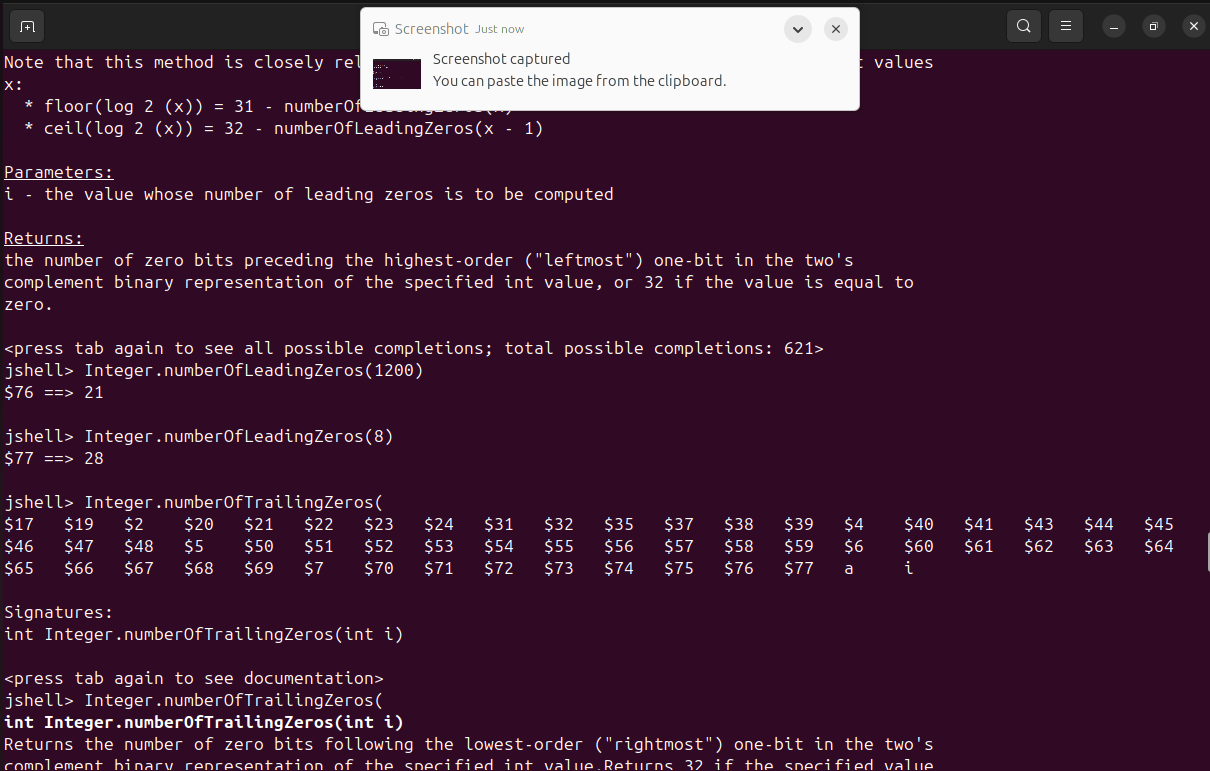 Screenshot Just now
Screenshot captured
You can paste the image from the clipboard.
Note that this method is closely values
x:
* floor(log 2 (x)) = 31 -
* ceil(log 2 (x)) = 32 - numberOfLeadingZeros(x - 1)
Parameters:
i - the value whose number of leading zeros is to be computed
Returns:
the number of zero bits preceding the highest-order ("leftmost") one-bit in the two's
complement binary representation of the specified int value, or 32 if the value is equal to
zero.
<press tab again to see all possible completions; total possible completions: 621>
jshell> Integer.numberOfLeadingZeros(1200)
$76 ==> 21
jshell> Integer.numberOfLeadingZeros(8)
$77 ==> 28
jshell> Integer.numberOfTrailingZeros(
$17 $19 $2 $20 $21 $22 $23 $24 $31 $32 $35 $37 $38 $39 $4 $40 $41 $43 $44 $45
$46 $47 $48 $5 $50 $51 $52 $53 $54 $55 $56 $57 $58 $59 $6 $60 $61 $62 $63 $64
$65 $66 $67 $68 $69 $7 $70 $71 $72 $73 $74 $75 $76 $77 a i
Signatures:
int Integer.numberOfTrailingZeros(int i)
<press tab again to see documentation>
jshell> Integer.numberOfTrailingZeros(
int Integer.numberOfTrailingZeros(int i)
Returns the number of zero bits following the lowest-order ("rightmost") one-bit in the two's
complement binary representation of the specified int value.Returns 32 if the specified value